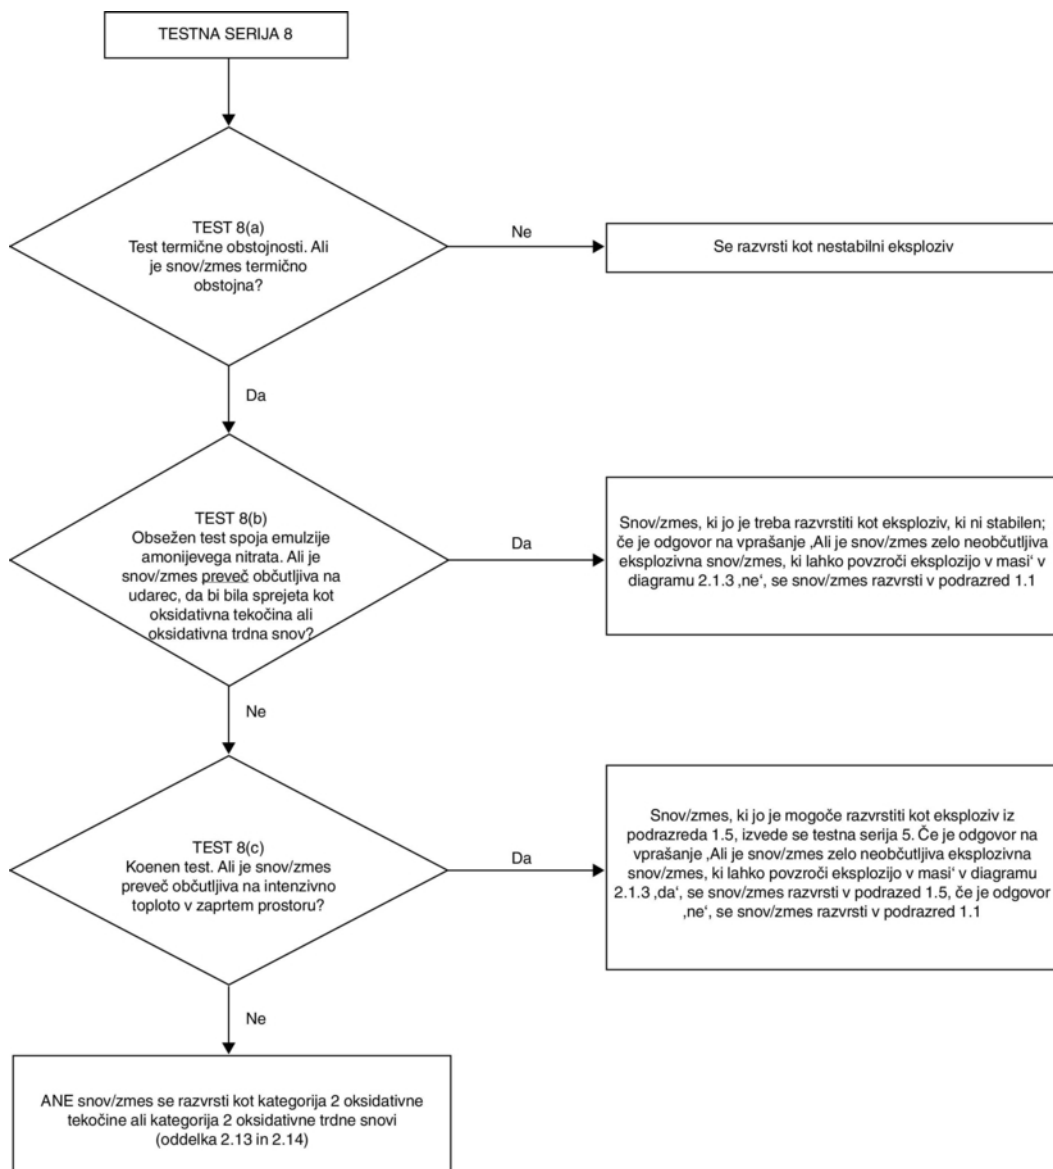 TESTNA SERIJA 8
TEST 8(a)
Test termične obstojnosti. Ali
je snov/zmes termično
obstojna?
Ne
Se razvrsti kot nestabilni eksploziv
Da
TEST 8(b)
Obsežen test spoja emulzije
amonijevega nitrata. Ali je
snov/zmes preveč občutljiva na
udarec, da bi bila sprejeta kot
oksidativna tekočina ali
oksidativna trdna snov?
Da
Snov/zmes, ki jo je treba razvrstiti kot eksploziv, ki ni stabilen;
če je odgovor na vprašanje ‚Ali je snov/zmes zelo neobčutljiva
eksplozivna snov/zmes, ki lahko povzroči eksplozijo v masi‘ v
diagramu 2.1.3 ‚ne‘, se snov/zmes razvrsti v podrazred 1.1
Ne
TEST 8(c)
Koenen test. Ali je snov/zmes
preveč občutljiva na intenzivno
toploto v zaprtem prostoru?
Da
Snov/zmes, ki jo je mogoče razvrstiti kot eksploziv iz
podrazreda 1.5, izvede se testna serija 5. Če je odgovor na
vprašanje ‚Ali je snov/zmes zelo neobčutljiva eksplozivna
snov/zmes, ki lahko povzroči eksplozijo v masi‘ v diagramu
2.1.3 ‚da‘, se snov/zmes razvrsti v podrazed 1.5, če je odgovor
‚ne‘, se snov/zmes razvrsti v podrazred 1.1
Ne
ANE snov/zmes se razvrsti kot kategorija 2 oksidativne
tekočine ali kategorija 2 oksidativne trdne snovi
(oddelka 2.13 in 2.14)